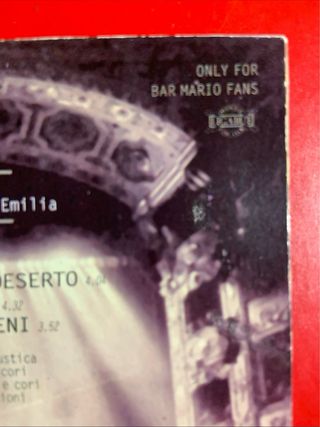 ONLY FOR
BAR MARIO FANS
Emilia
DESERTO 4.04
4.32
ENI 3.52
ustica
cori
e cori
ioni